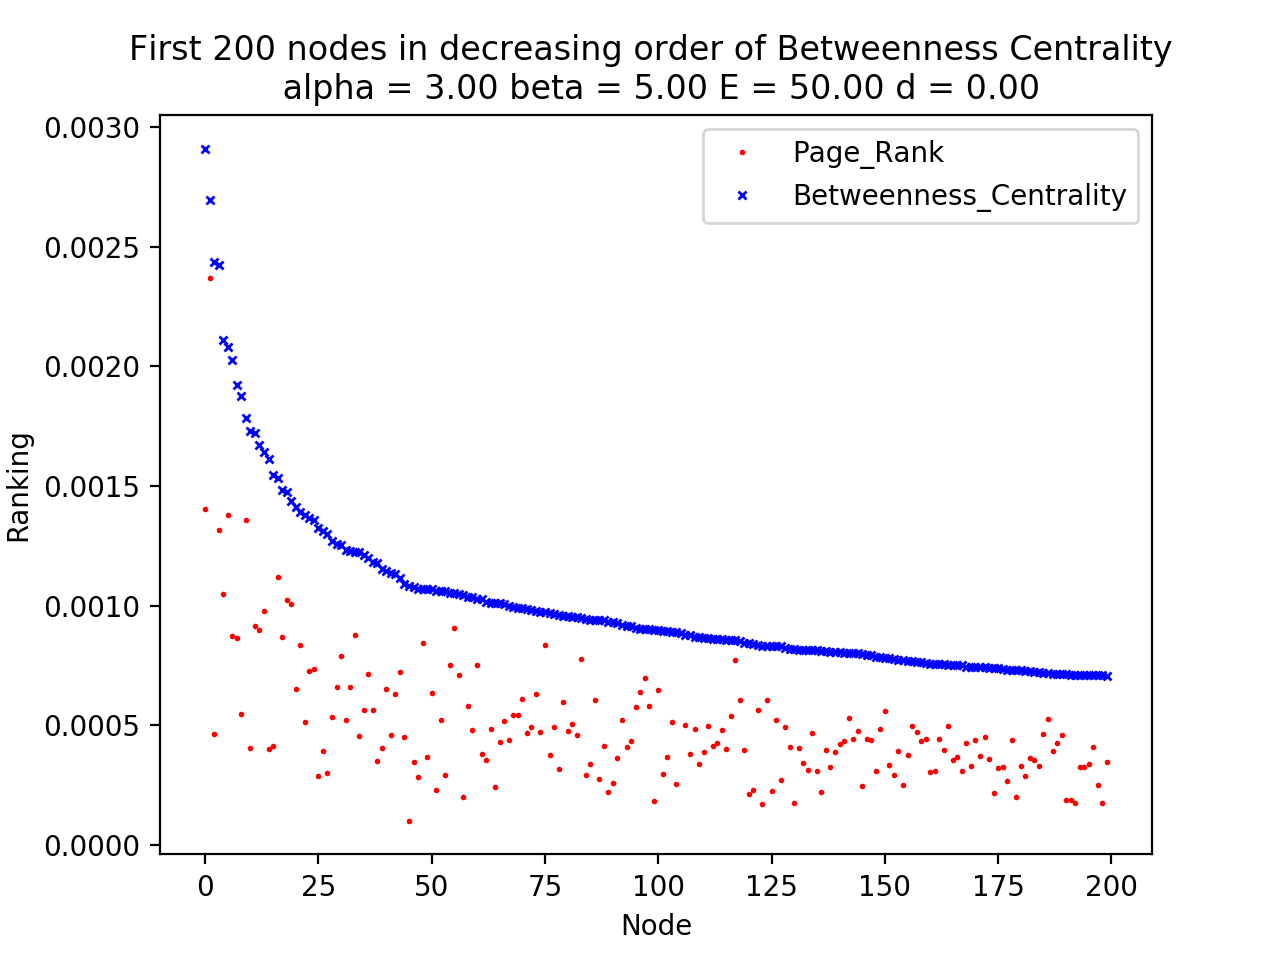 First 200 nodes in decreasing order of Betweenness Centrality
alpha = 3.00 beta = 5.00 E = 50.00 d = 0.00
0.0030
0.0025
0.0020
0.0015
0.0010
0.0005
0.0000
Ranking
Page_Rank
Betweenness_Centrality
0 25 50 75 100 125 150 175 200
Node